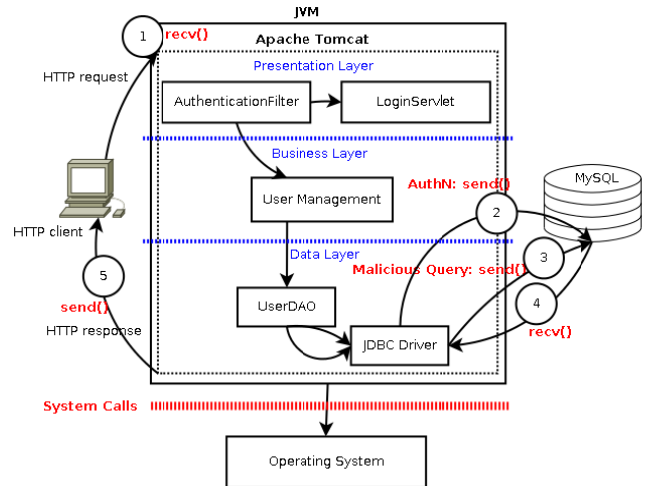 JVM
1
recv()
Apache Tomcat
Presentation Layer
HTTP request
AuthenticationFilter
LoginServlet
Business Layer
MySQL
AuthN: send()
User Management
2
HTTP client
Data Layer
Malicious Query: send()
3
5
send()
UserDAO
4
HTTP response
JDBC Driver
recv()
System Calls
Operating System